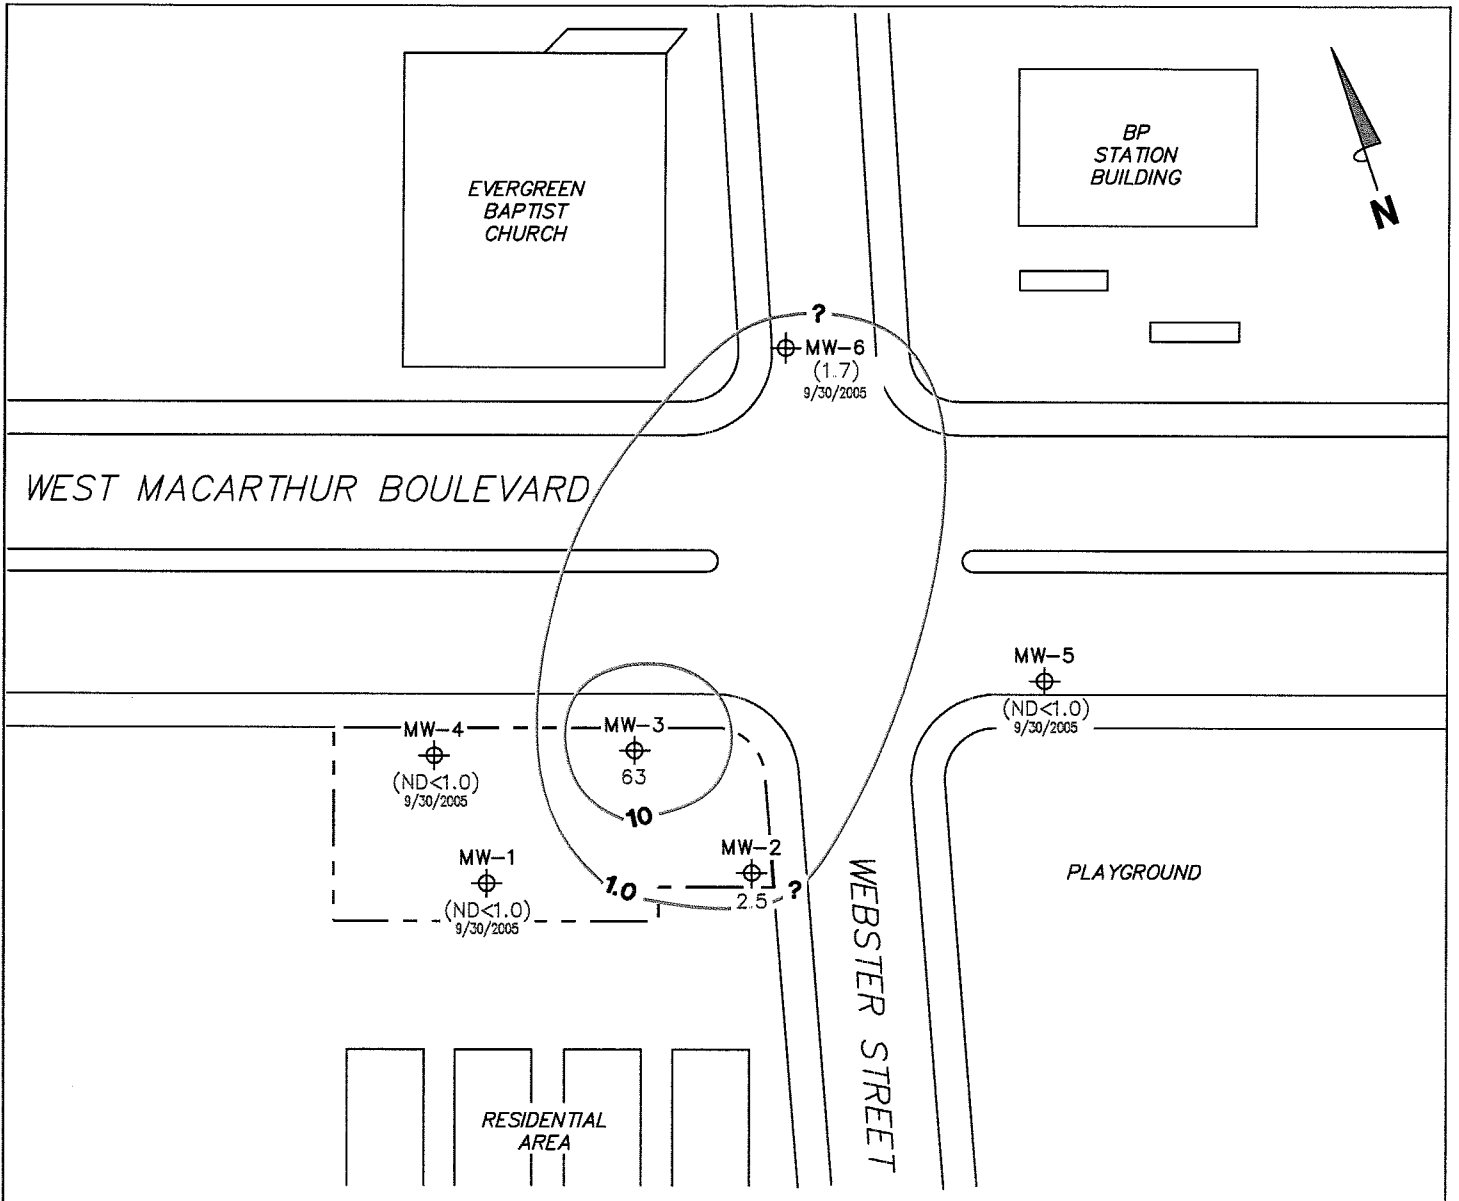 EVERGREEN
BAPTIST
CHURCH
BP
STATION
BUILDING
N
?
MW-6
(1.7)
9/30/2005
WEST MACARTHUR BOULEVARD
MW-5
(ND<1.0)
9/30/2005
MW-4
(ND<1.0)
9/30/2005
MW-3
63
10
MW-1
(ND<1.0)
9/30/2005
1.0
MW-2
2.5
?
WEBSTER STREET
PLAYGROUND
RESIDENTIAL
AREA